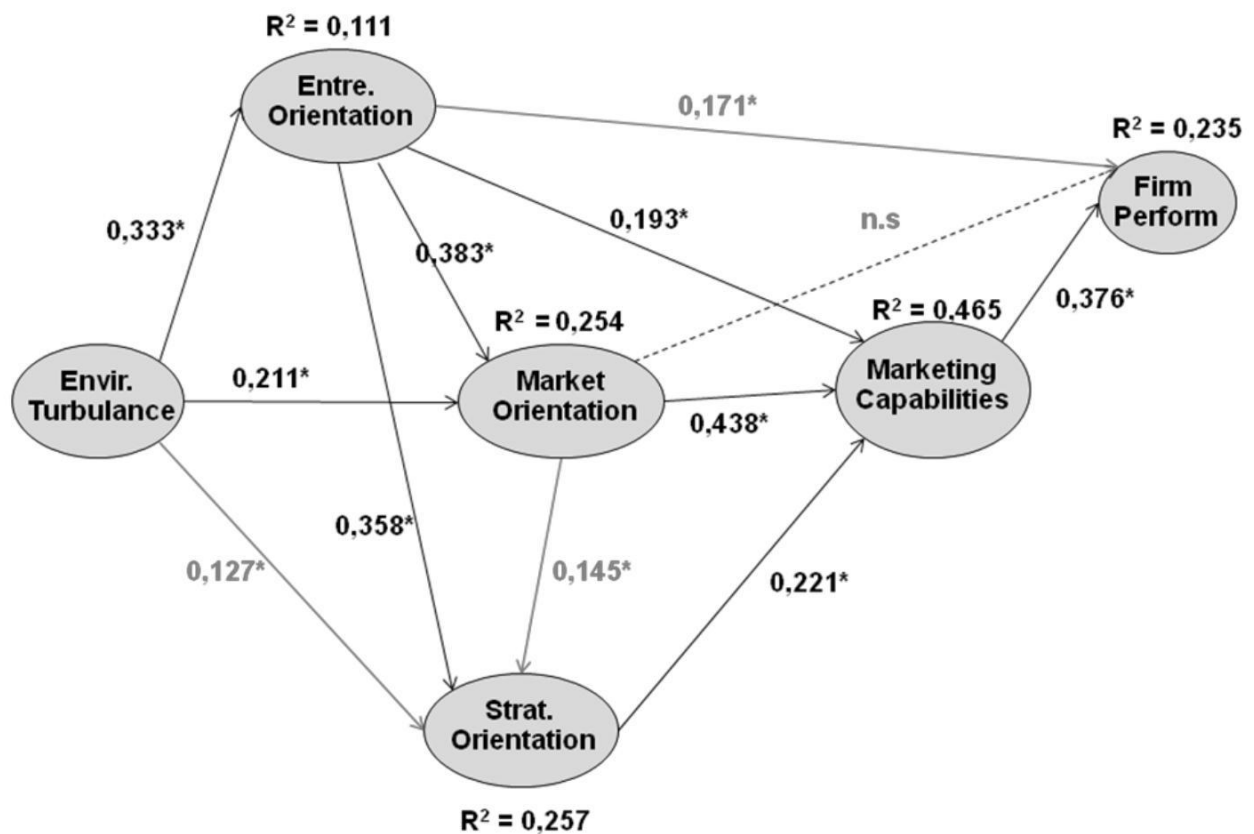 R² = 0,111
Entre.
Orientation
0,171*
R² = 0,235
Firm
Perform
0,333*
0,383*
0,193*
n.s
0,376*
R² = 0,254
R² = 0,465
Envir.
Turbulance
0,211*
Market
Orientation
0,438*
Marketing
Capabilities
0,358*
0,127*
0,145*
0,221*
Strat.
Orientation
R² = 0,257